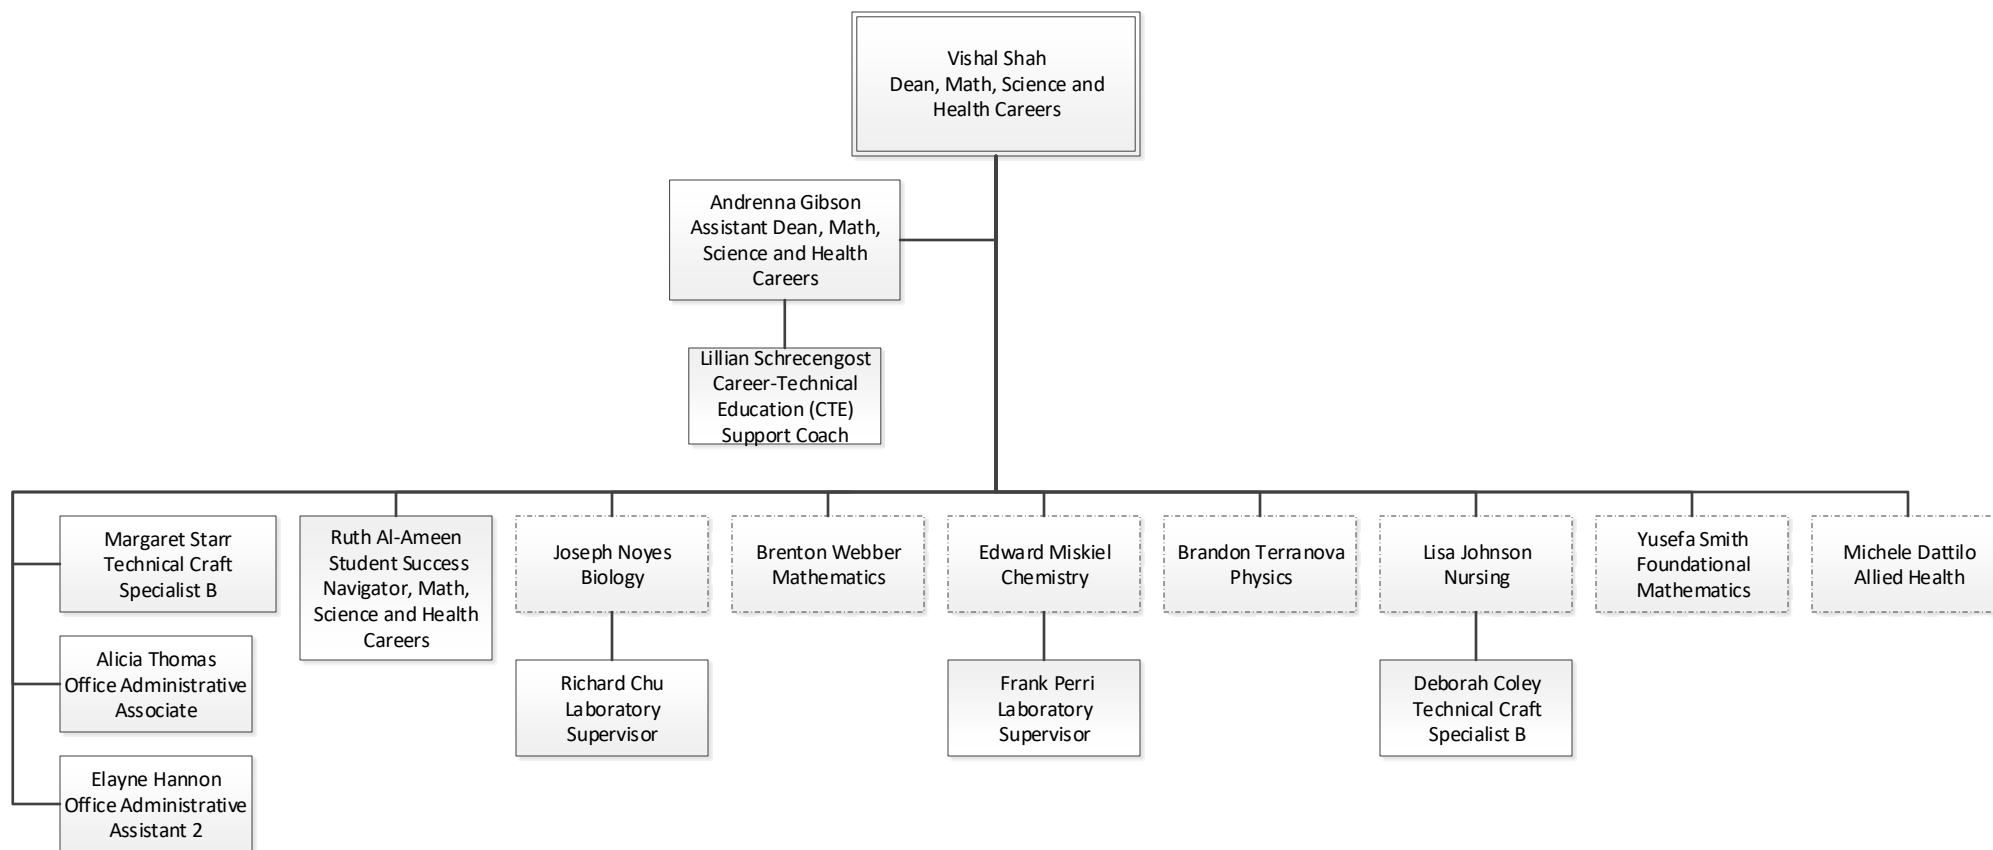 Vishal Shah
Dean, Math, Science and
Health Careers
Andrenna Gibson
Assistant Dean, Math,
Science and Health
Careers
Lillian Schrecengost
Career-Technical
Education (CTE)
Support Coach
Margaret Starr
Technical Craft
Specialist B
Alicia Thomas
Office Administrative
Associate
Elayne Hannon
Office Administrative
Assistant 2
Ruth Al-Ameen
Student Success
Navigator, Math,
Science and Health
Careers
Joseph Noyes
Biology
Richard Chu
Laboratory
Supervisor
Brenton Webber
Mathematics
Edward Miskiel
Chemistry
Frank Perri
Laboratory
Supervisor
Brandon Terranova
Physics
Lisa Johnson
Nursing
Deborah Coley
Technical Craft
Specialist B
Yusefa Smith
Foundational
Mathematics
Michele Dattilo
Allied Health